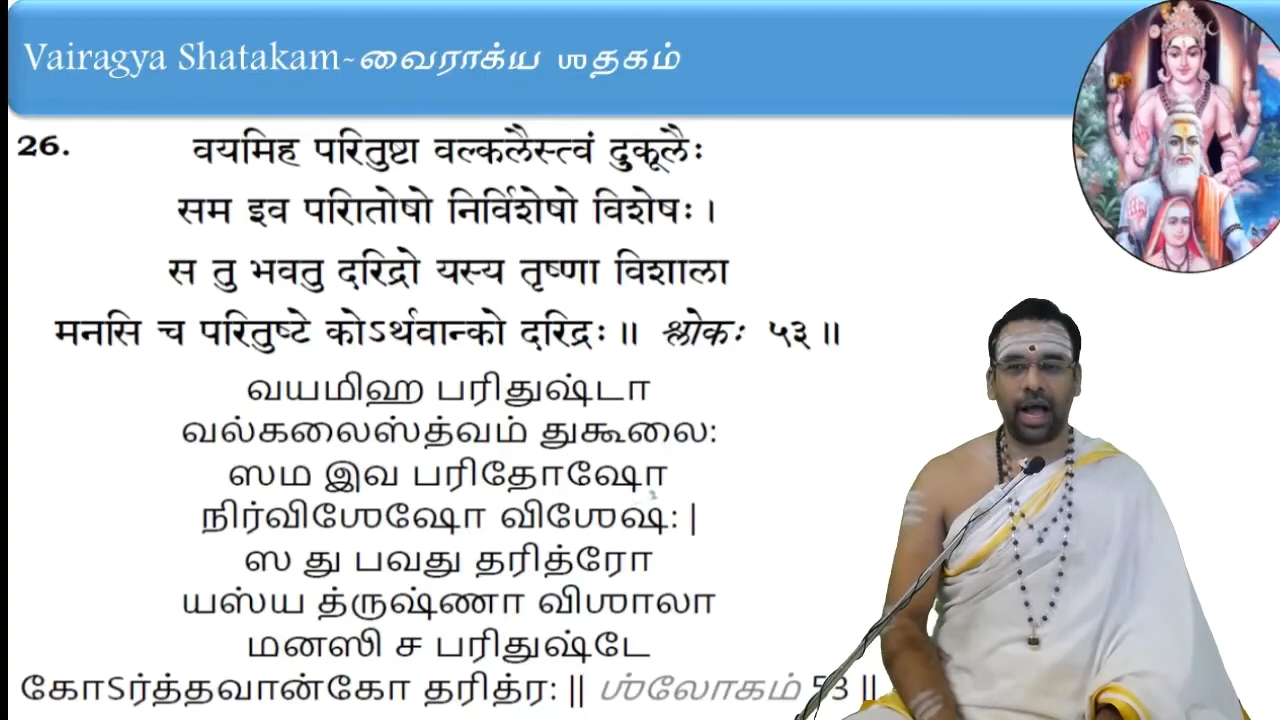 Vairagya Shatakam-வைராக்ய ஶதகம்
26. वयमिह परितुष्टा वल्कलैस्त्वं दुकूलैः
सम इव परितोषो निर्विशेषो विशेषः ।
स तु भवतु दरिद्रो यस्य तृष्णा विशाला
मनसि च परितुष्टे कोऽर्थवान्को दरिद्रः ॥ श्लोकः ५३ ॥
வயமிஹ பரிதுஷ்டா
வல்கலைஸ்த்வம் துகூலை:
ஸம இவ பரிதோஷோ
நிர்விஶேஷோ விஶேஷ: |
ஸ து பவது தரித்ரோ
யஸ்ய த்ருஷ்ணா விஶாலா
மனஸி ச பரிதுஷ்டே
கோऽர்த்தவான்கோ தரித்ர: || ஶ்லோகம் 53 ||